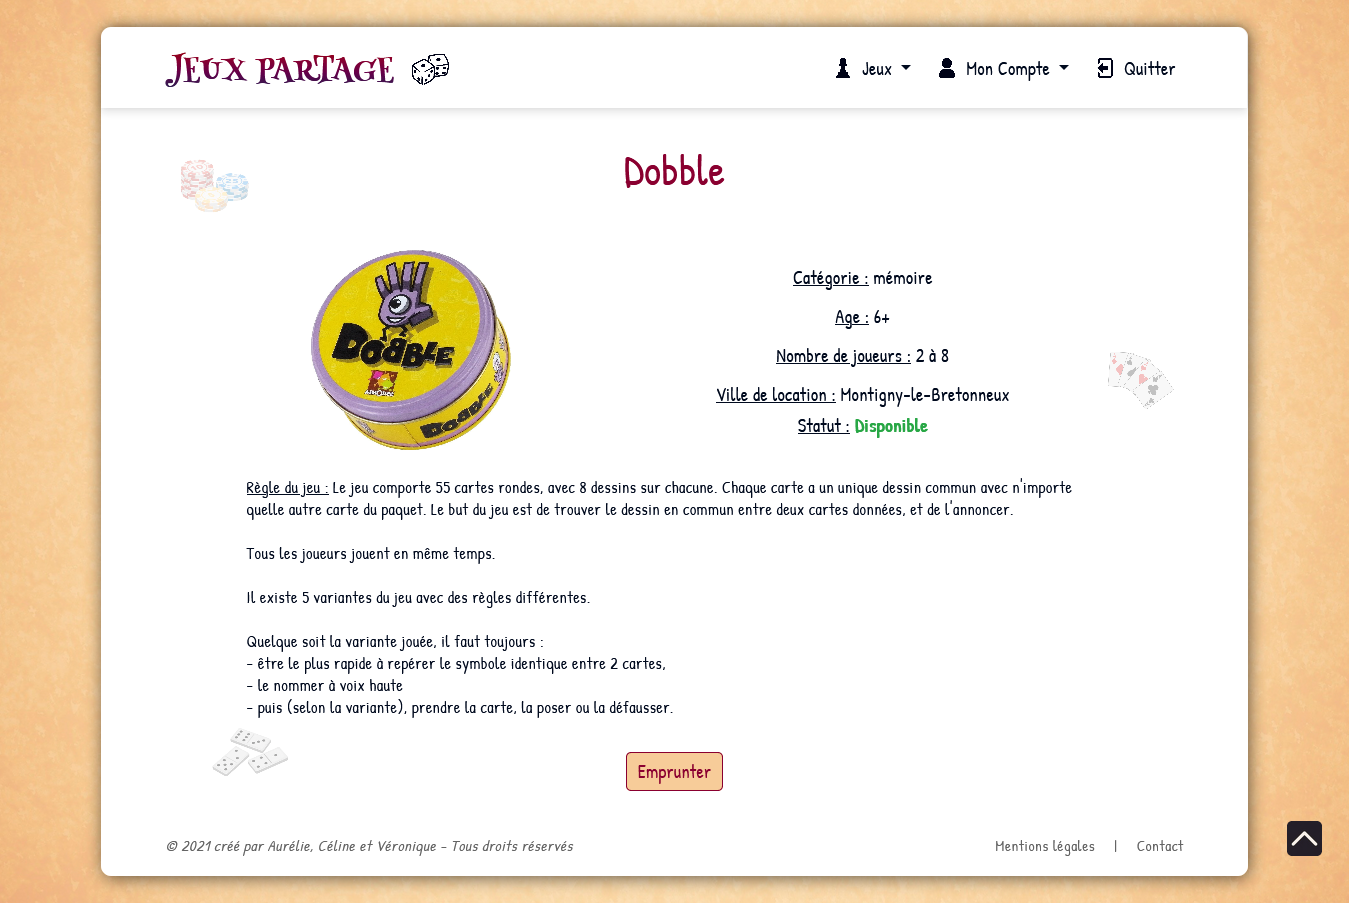 JEUX PARTAGE
Jeux
Mon Compte
Quitter
Dobble
DOBBLE
DOBBLE
Catégorie : mémoire
Age : 6+
Nombre de joueurs : 2 à 8
Ville de location : Montigny-le-Bretonneux
Statut : Disponible
Règle du jeu : Le jeu comporte 55 cartes rondes, avec 8 dessins sur chacune. Chaque carte a un unique dessin commun avec n'importe
quelle autre carte du paquet. Le but du jeu est de trouver le dessin en commun entre deux cartes données, et de l'annoncer.
Tous les joueurs jouent en même temps.
Il existe 5 variantes du jeu avec des règles différentes.
Quelque soit la variante jouée, il faut toujours :
- être le plus rapide à repérer le symbole identique entre 2 cartes,
- le nommer à voix haute
- puis (selon la variante), prendre la carte, la poser ou la défausser.
Emprunter
© 2021 créé par Aurélie, Céline et Véronique - Tous droits réservés
Mentions légales | Contact